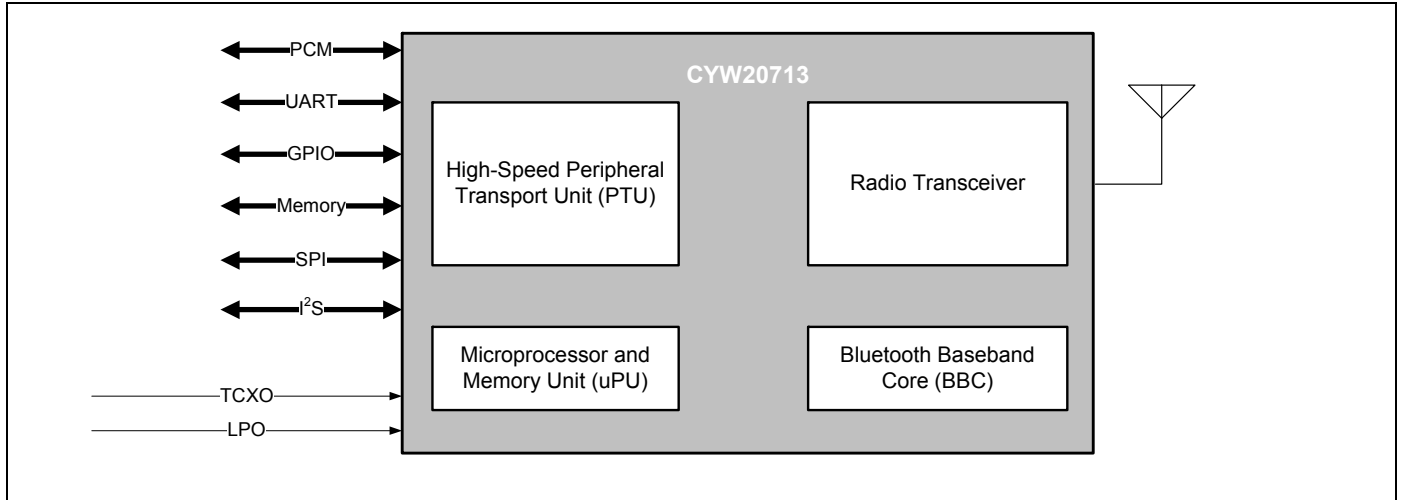 PCM
UART
GPIO
Memory
SPI
I²S
TCXO
LPO
CYW20713
High-Speed Peripheral
Transport Unit (PTU)
Radio Transceiver
Microprocessor and
Memory Unit (uPU)
Bluetooth Baseband
Core (BBC)